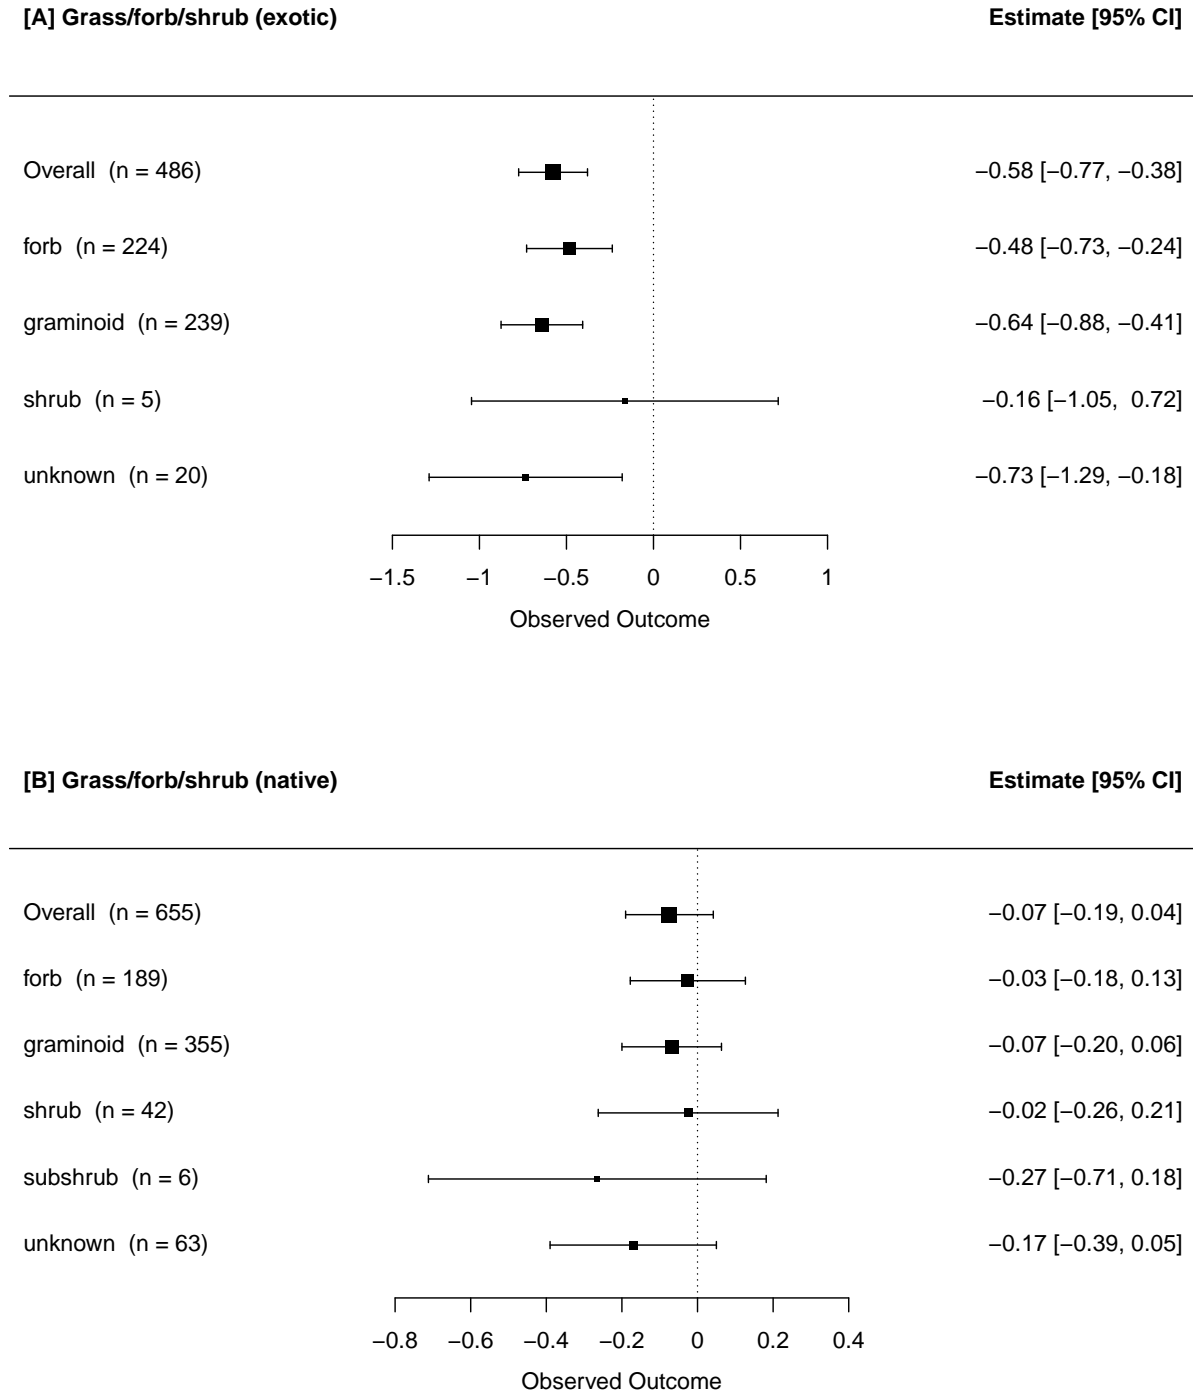 [A] Grass/forb/shrub (exotic) Estimate [95% CI]
Overall (n = 486) −0.58 [−0.77, −0.38]
forb (n = 224) −0.48 [−0.73, −0.24]
graminoid (n = 239) −0.64 [−0.88, −0.41]
shrub (n = 5) −0.16 [−1.05, 0.72]
unknown (n = 20) −0.73 [−1.29, −0.18]
−1.5 −1 −0.5 0 0.5 1
Observed Outcome
[B] Grass/forb/shrub (native) Estimate [95% CI]
Overall (n = 655) −0.07 [−0.19, 0.04]
forb (n = 189) −0.03 [−0.18, 0.13]
graminoid (n = 355) −0.07 [−0.20, 0.06]
shrub (n = 42) −0.02 [−0.26, 0.21]
subshrub (n = 6) −0.27 [−0.71, 0.18]
unknown (n = 63) −0.17 [−0.39, 0.05]
−0.8 −0.6 −0.4 −0.2 0 0.2 0.4
Observed Outcome